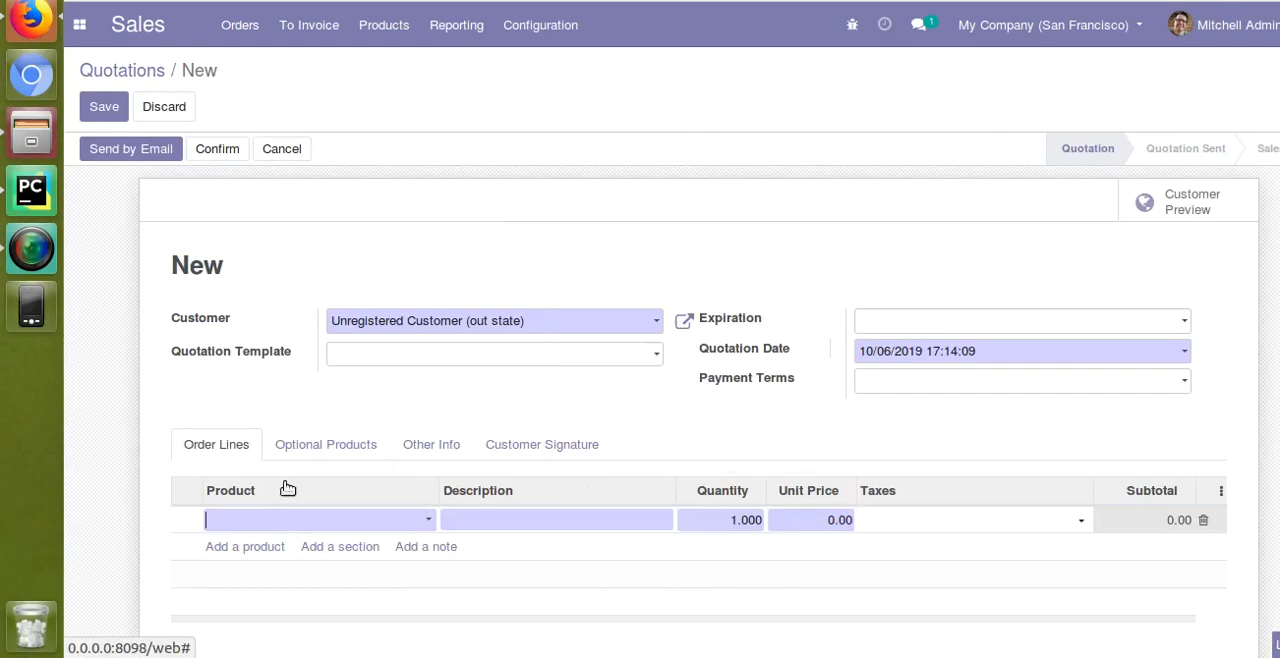 Sales Orders To Invoice Products Reporting Configuration 1 My Company (San Francisco) Mitchell Admin
Quotations / New
Save Discard
Send by Email Confirm Cancel Quotation Quotation Sent
Customer
Preview
New
Customer Unregistered Customer (out state) Expiration
Quotation Template Quotation Date 10/06/2019 17:14:09
Payment Terms
Order Lines Optional Products Other Info Customer Signature
Product Description Quantity Unit Price Taxes Subtotal
1.000 0.00 0.00
Add a product Add a section Add a note
0.0.0.0:8098/web#
PC